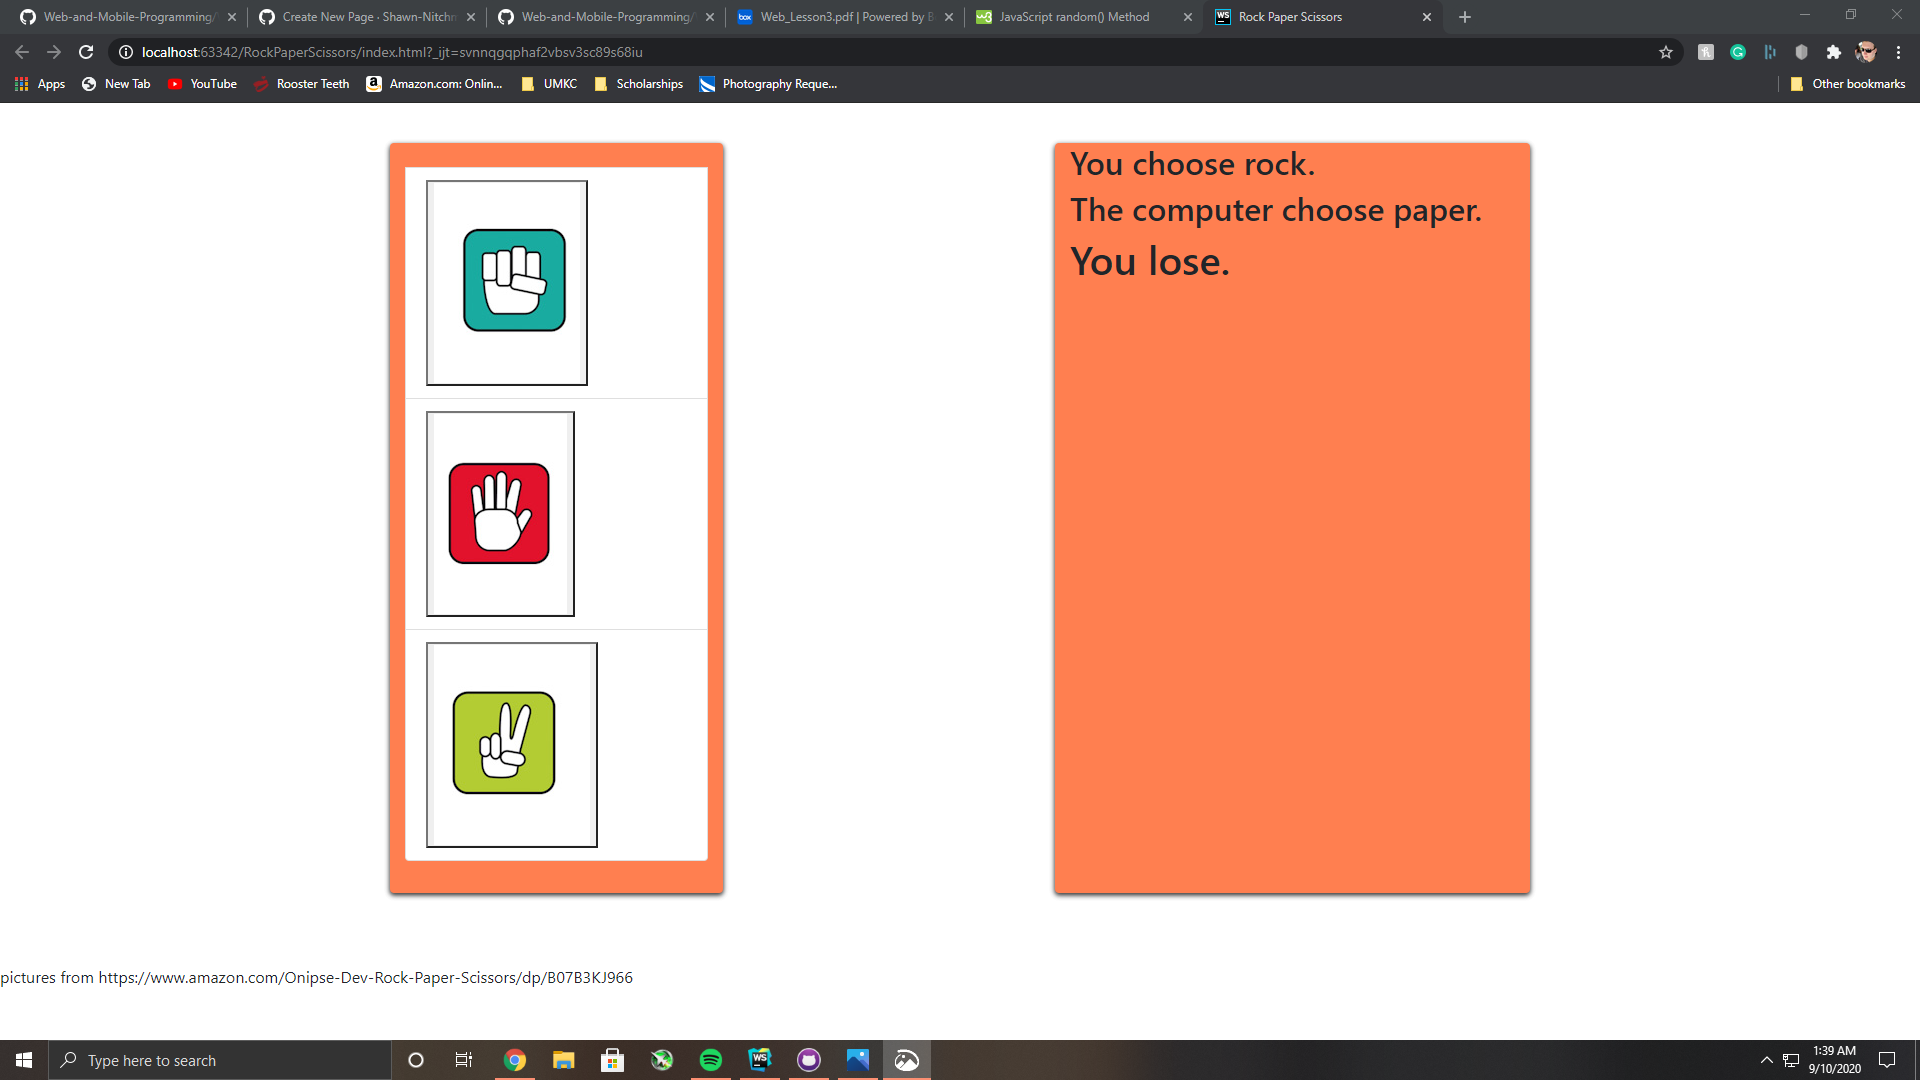 Web-and-Mobile-Programming/
Create New Page · Shawn-Nitchm
Web-and-Mobile-Programming/
box
Web_Lesson3.pdf | Powered by B
JavaScript random() Method
WS
Rock Paper Scissors
localhost:63342/RockPaperScissors/index.html?_ijt=svnnqgqphaf2vbsv3sc89s68iu
Apps
New Tab
YouTube
Rooster Teeth
Amazon.com: Onlin...
UMKC
Scholarships
Photography Reque...
Other bookmarks
You choose rock.
The computer choose paper.
You lose.
pictures from https://www.amazon.com/Onipse-Dev-Rock-Paper-Scissors/dp/B07B3KJ966
Type here to search
WS
1:39 AM
9/10/2020